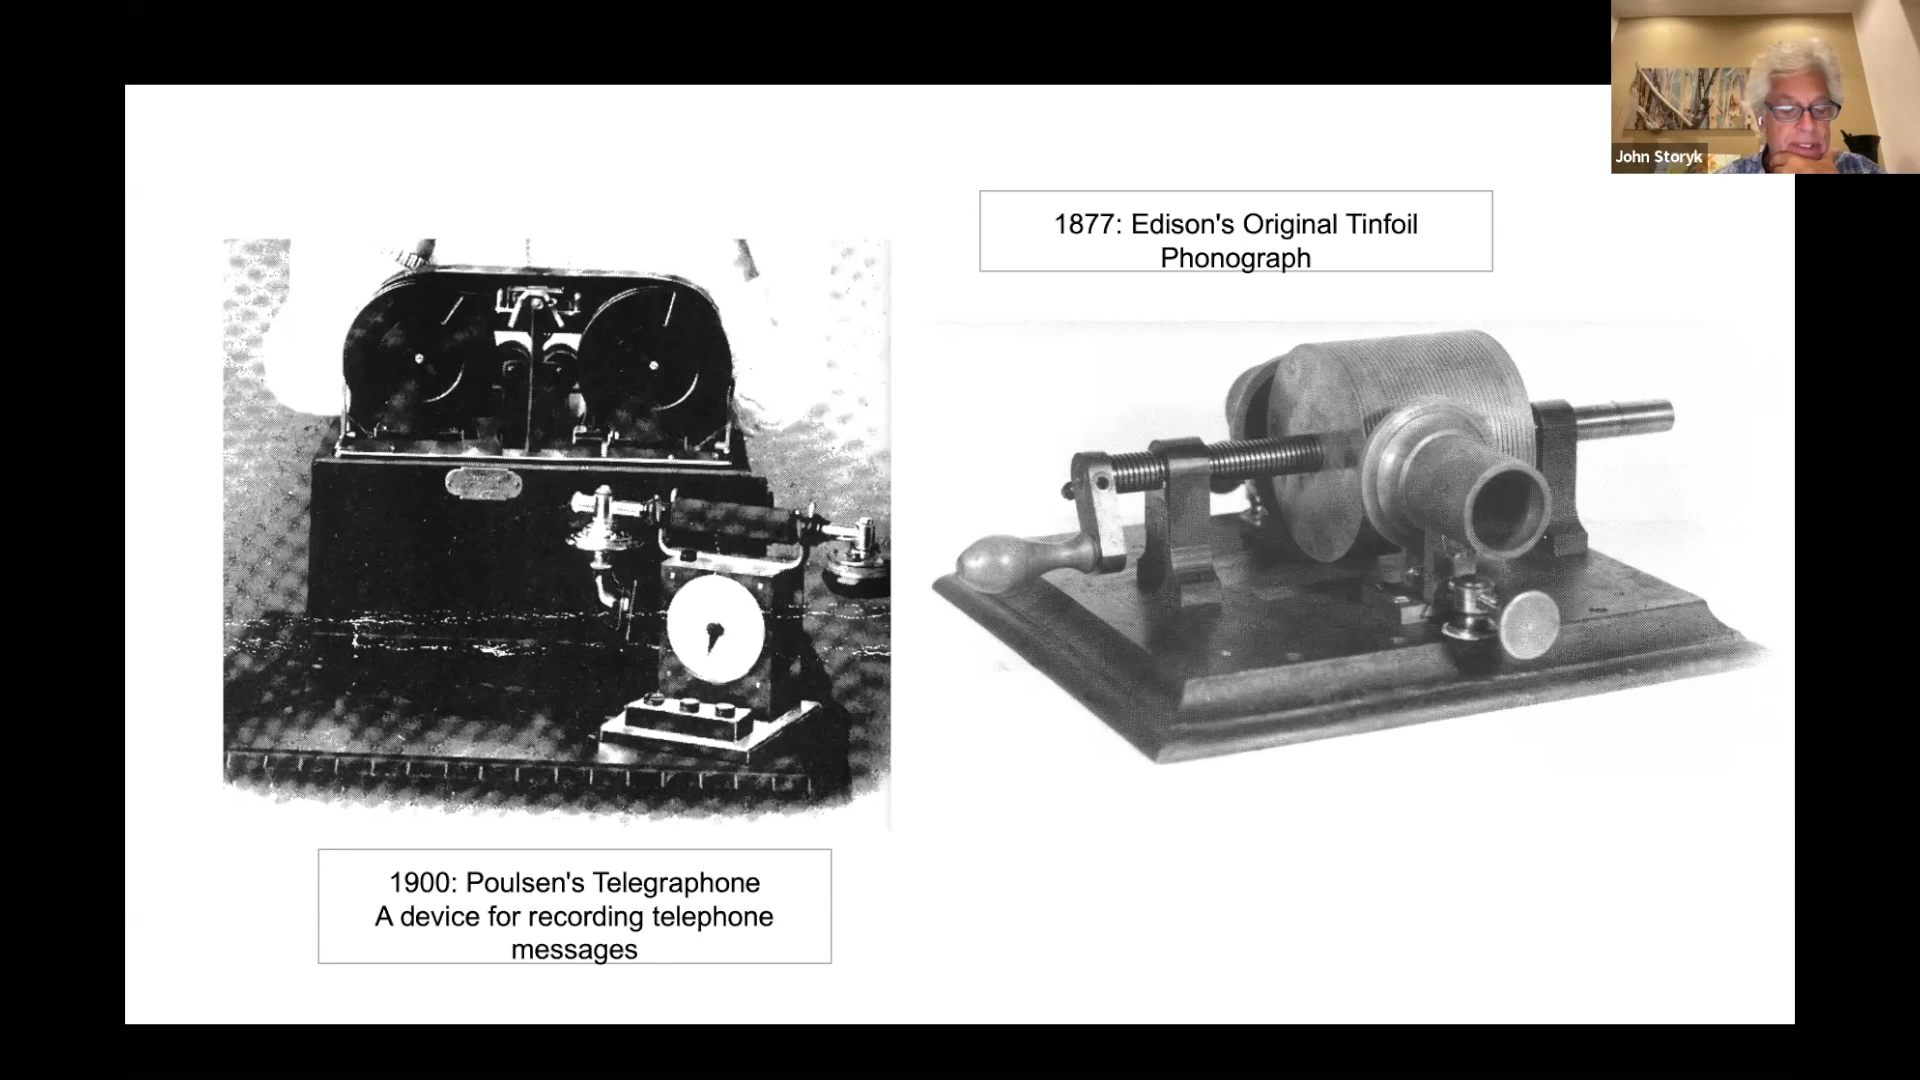 John Storyk
1877: Edison's Original Tinfoil
Phonograph
1900: Poulsen's Telegraphone
A device for recording telephone
messages